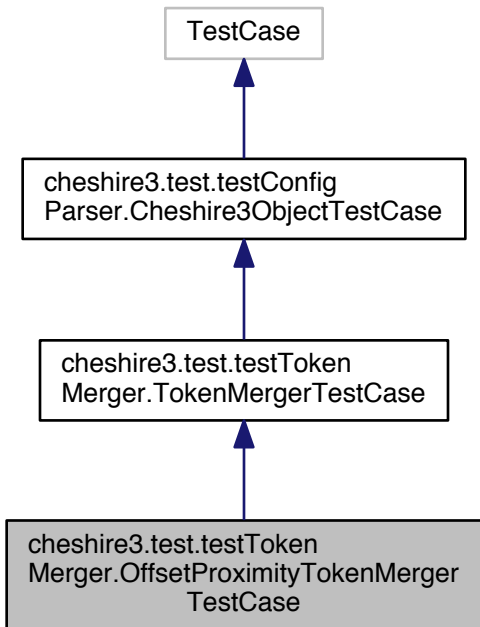 TestCase
cheshire3.test.testConfig
Parser.Cheshire3ObjectTestCase
cheshire3.test.testToken
Merger.TokenMergerTestCase
cheshire3.test.testToken
Merger.OffsetProximityTokenMerger
TestCase